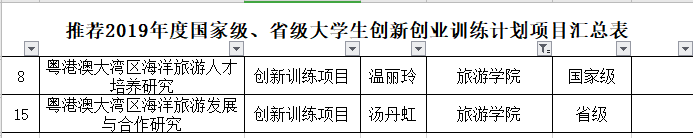 推荐2019年度国家级、省级大学生创新创业训练计划项目汇总表
8 粤港澳大湾区海洋旅游人才 创新训练项目 温丽玲 旅游学院 国家级
培养研究
15 粤港澳大湾区海洋旅游发展 创新训练项目 汤丹虹 旅游学院 省级
与合作研究